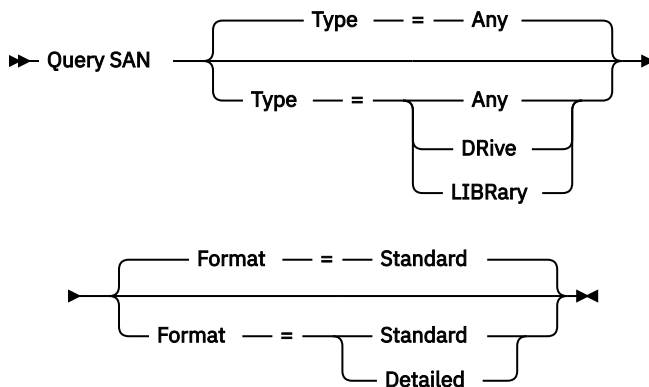 Type = Any
Query SAN
Type = Any
DRive
LIBRary
Format = Standard
Format = Standard
Detailed